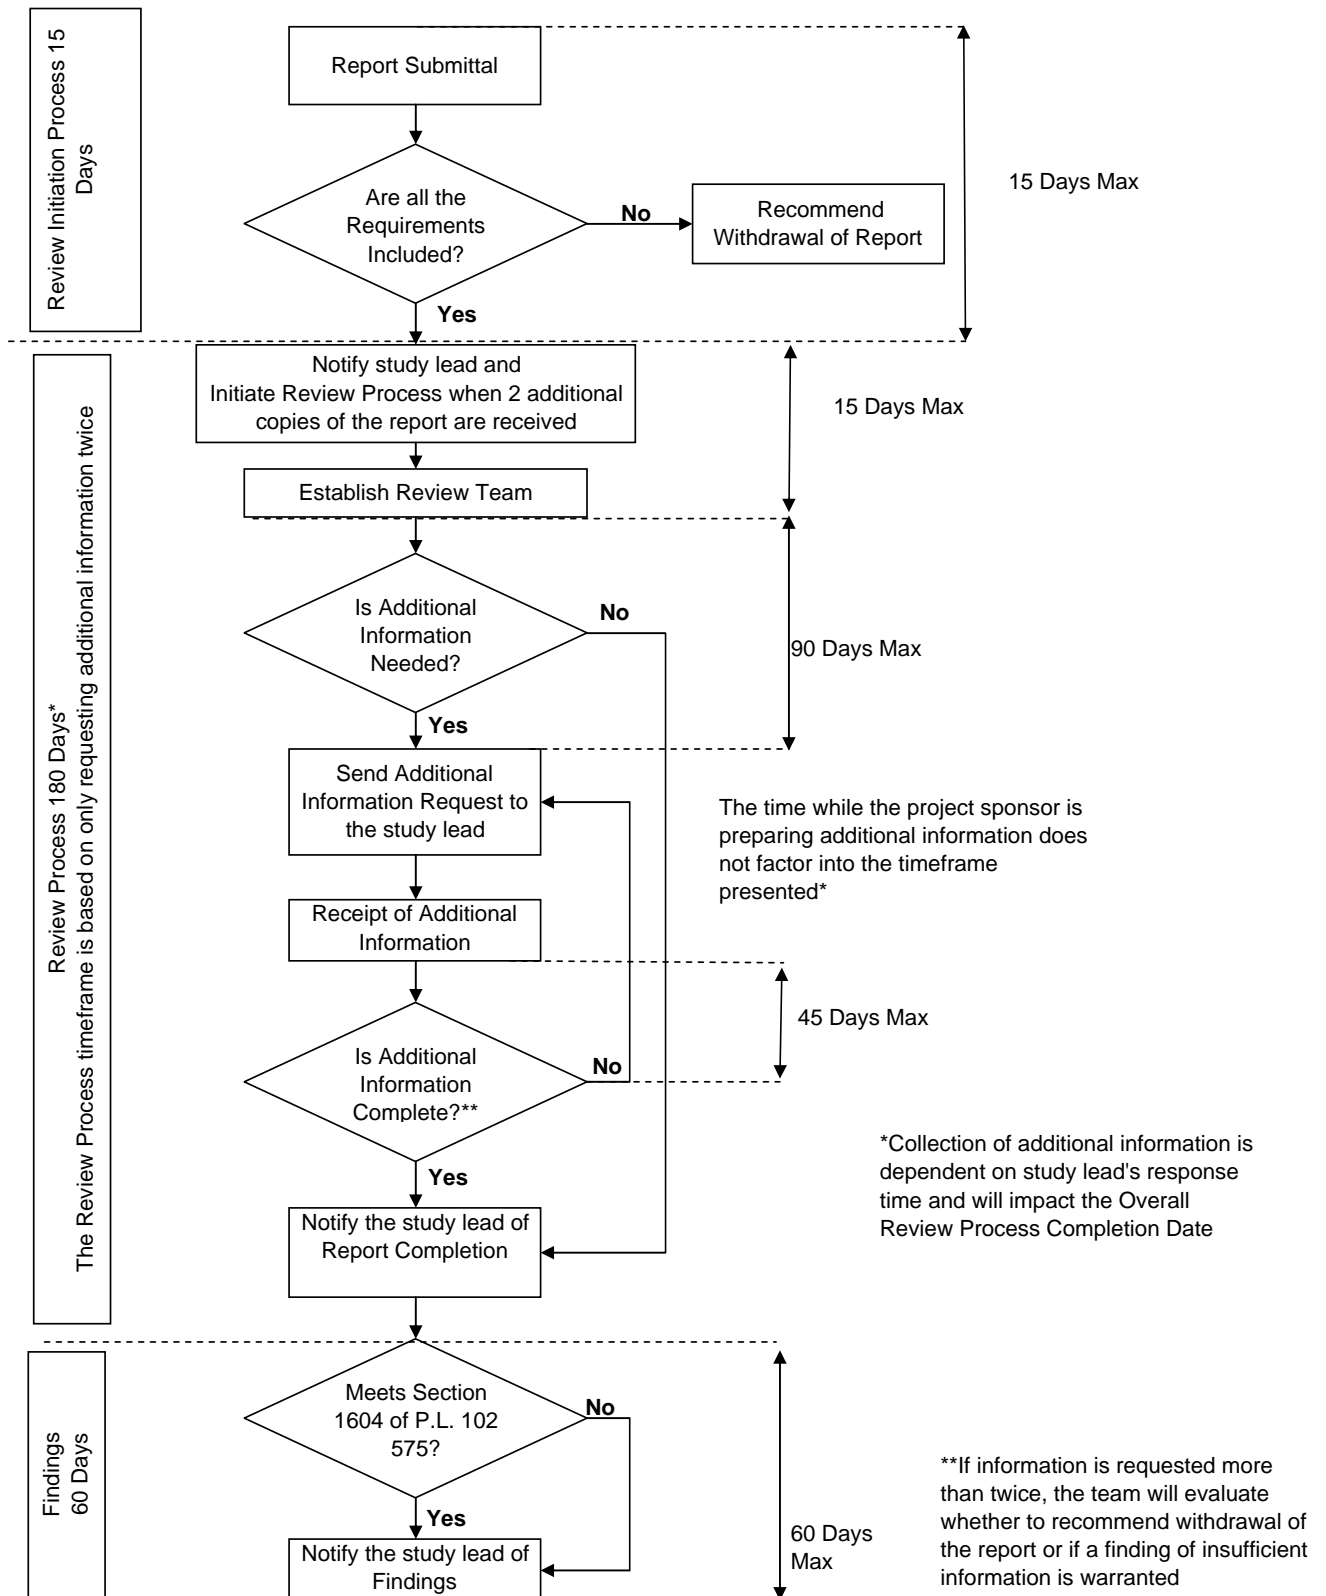 Review Initiation Process 15
Days
Report Submittal
Are all the
Requirements
Included?
No
Recommend
Withdrawal of Report
15 Days Max
Yes
Review Process 180 Days*
The Review Process timeframe is based on only requesting additional information twice
Notify study lead and
Initiate Review Process when 2 additional
copies of the report are received
15 Days Max
Establish Review Team
Is Additional
Information
Needed?
No
90 Days Max
Yes
Send Additional
Information Request to
the study lead
The time while the project sponsor is
preparing additional information does
not factor into the timeframe
presented*
Receipt of Additional
Information
45 Days Max
Is Additional
Information
Complete?**
No
*Collection of additional information is
dependent on study lead's response
time and will impact the Overall
Review Process Completion Date
Yes
Notify the study lead of
Report Completion
Findings
60 Days
Meets Section
1604 of P.L. 102
575?
No
Yes
60 Days
Max
Notify the study lead of
Findings
**If information is requested more
than twice, the team will evaluate
whether to recommend withdrawal of
the report or if a finding of insufficient
information is warranted